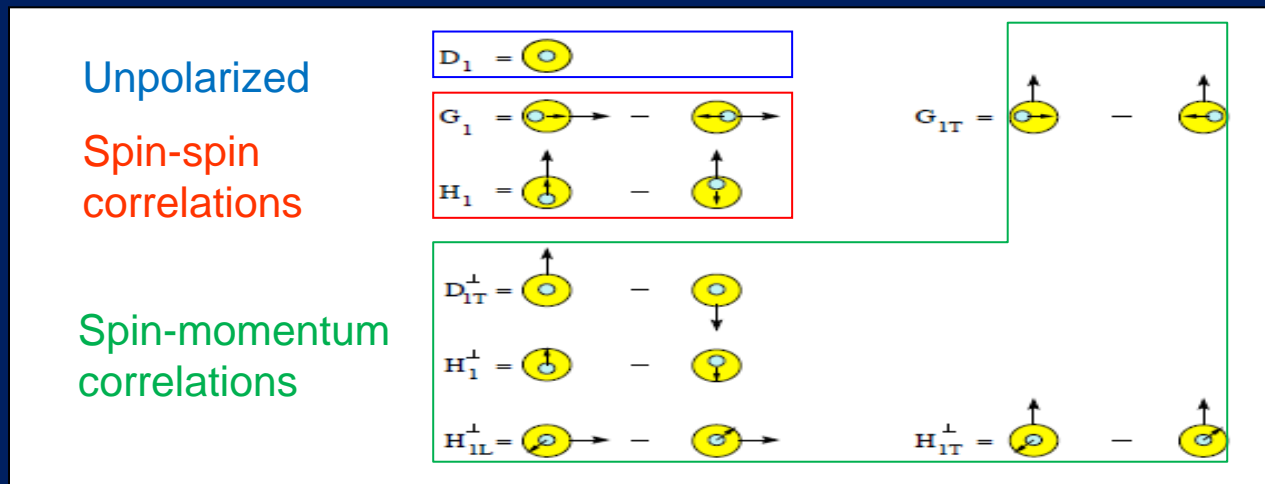 Unpolarized
Spin-spin
correlations
Spin-momentum
correlations
D₁ =
G₁ = −
G₁T = −
H₁ = −
D⊥₁T = −
H⊥₁ = −
H⊥₁L = −
H⊥₁T = −